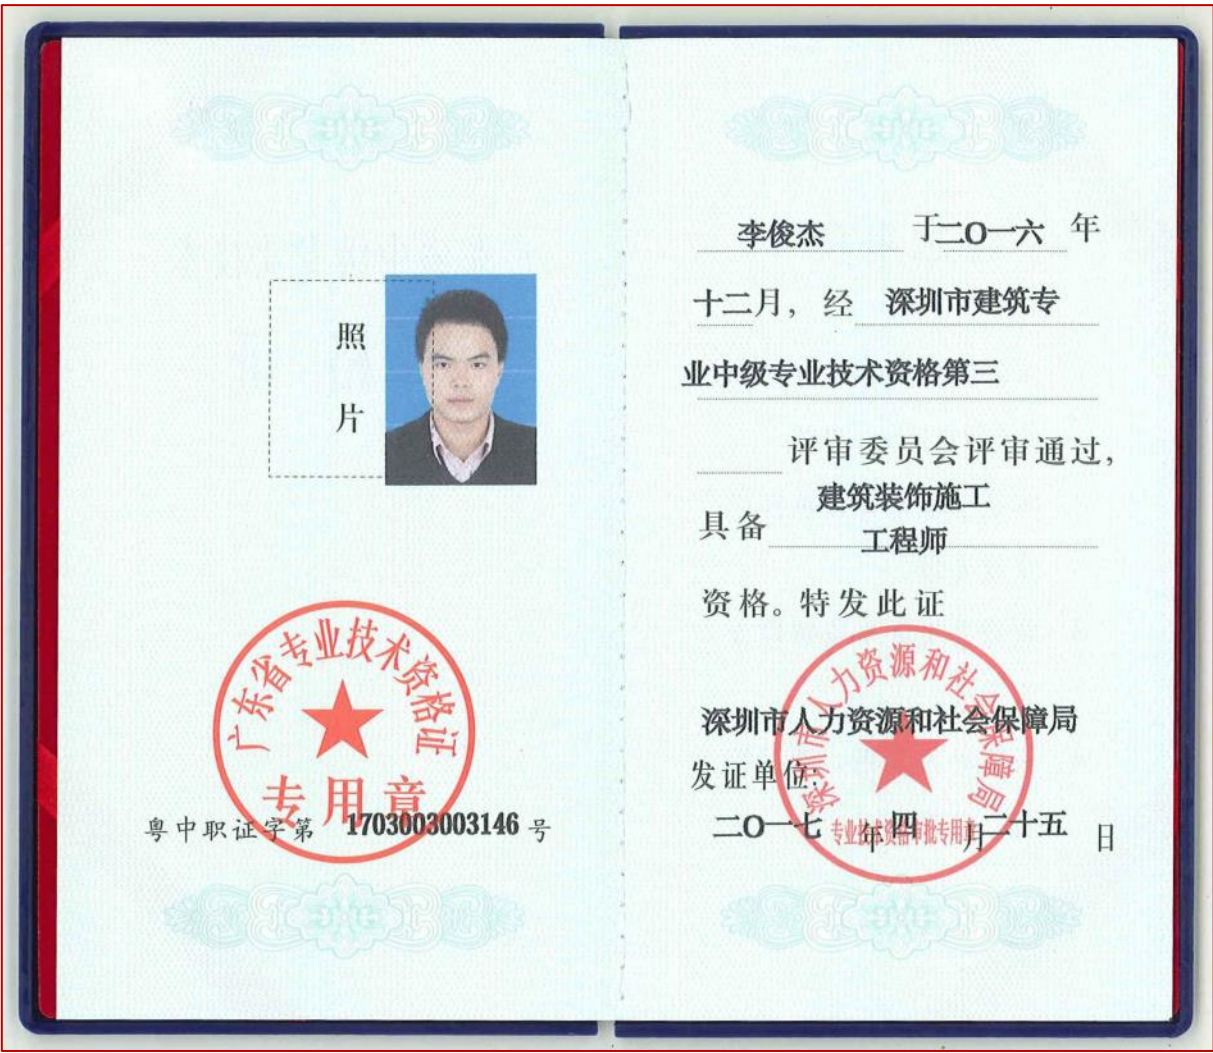 照
片
广东省专业技术资格证
专用章
粤中职证字第 1703003003146 号
李俊杰 于二〇一六 年
十二月，经 深圳市建筑专
业中级专业技术资格第三
评审委员会评审通过，
建筑装饰施工
具备 工程师
资格。特发此证
深圳市人力资源和社会保障局
深圳市人力资源和社会保障局
发证单位：
专业技术资格审批专用章
二〇一七 年 四 月 二十五 日